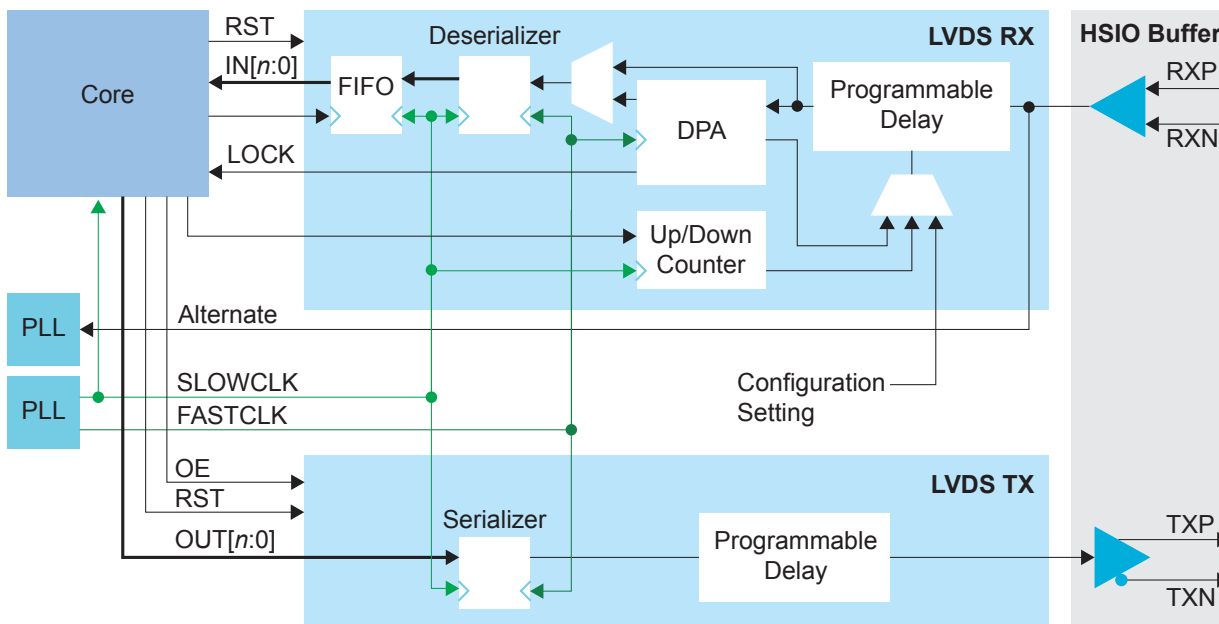 RST
Deserializer
LVDS RX
HSIO Buffer
IN[n:0]
RXP
Core
FIFO
Programmable
Delay
DPA
RXN
LOCK
Up/Down
Counter
Alternate
PLL
SLOWCLK
Configuration
Setting
PLL
FASTCLK
OE
LVDS TX
RST
Serializer
OUT[n:0]
TXP
Programmable
Delay
TXN